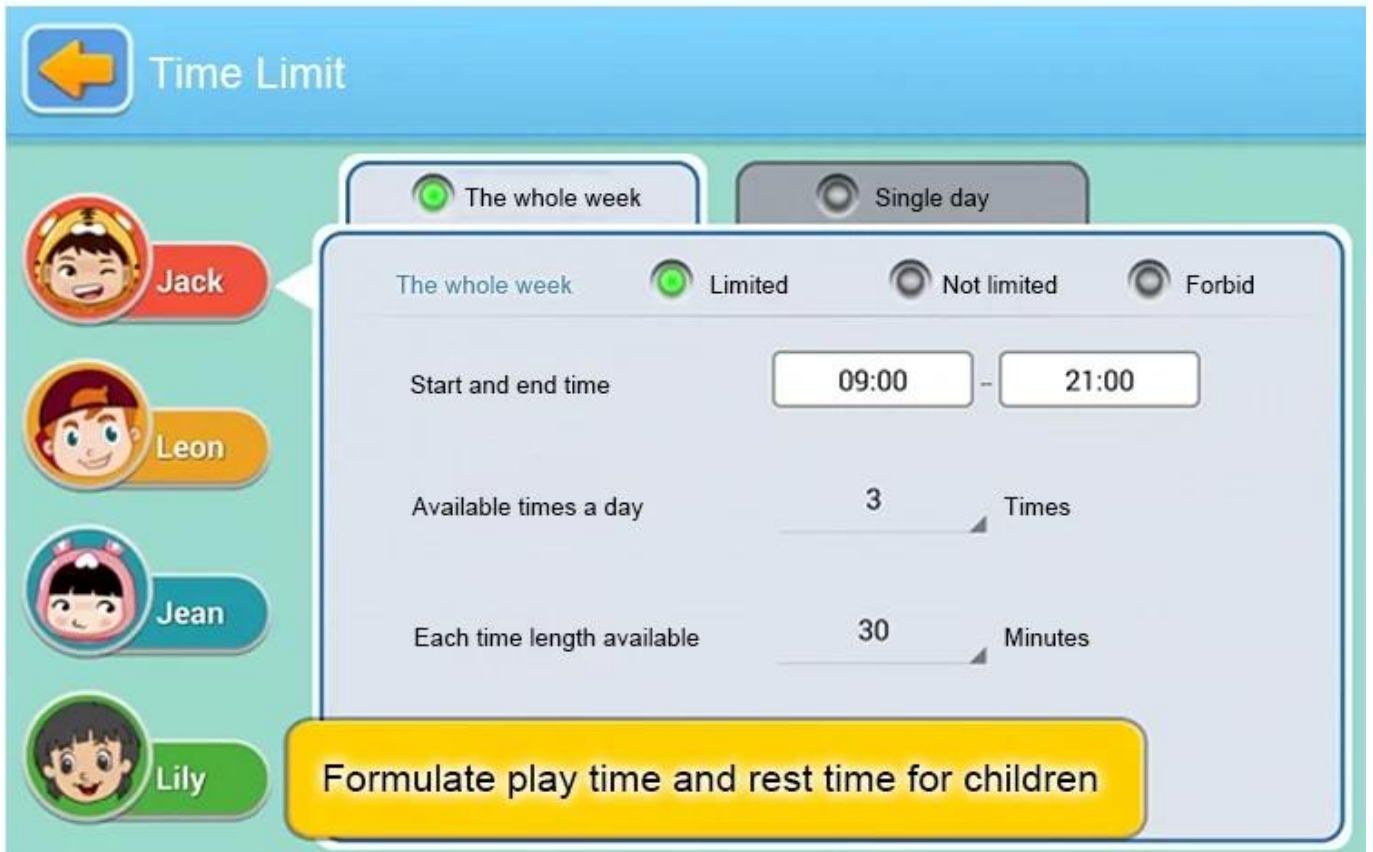 Time Limit
The whole week
Single day
Jack
The whole week Limited Not limited Forbid
Start and end time 09:00 - 21:00
Leon
Available times a day 3 Times
Jean
Each time length available 30 Minutes
Lily
Formulate play time and rest time for children